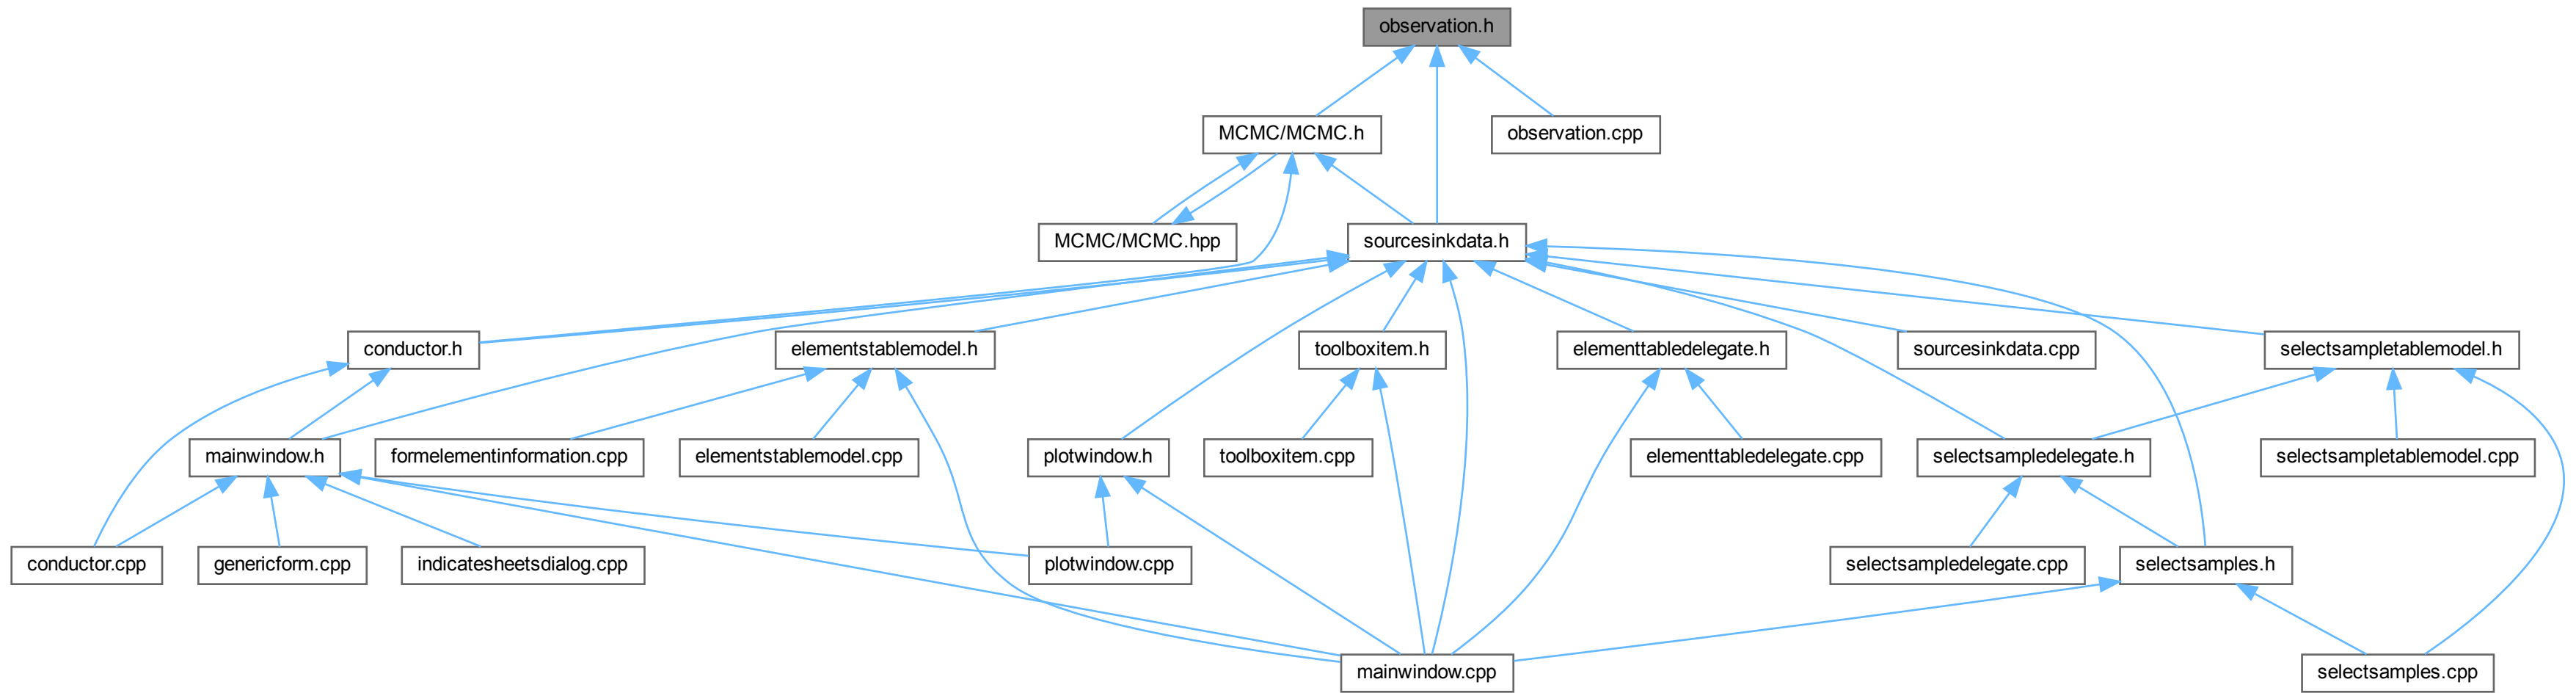 observation.h
MCMC/MCMC.h
observation.cpp
MCMC/MCMC.hpp
sourcesinkdata.h
conductor.h
elementstablemodel.h
toolboxitem.h
elementtabledelegate.h
sourcesinkdata.cpp
selectsampletablemodel.h
mainwindow.h
formelementinformation.cpp
elementstablemodel.cpp
plotwindow.h
toolboxitem.cpp
elementtabledelegate.cpp
selectsampledelegate.h
selectsampletablemodel.cpp
conductor.cpp
genericform.cpp
indicatesheetsdialog.cpp
plotwindow.cpp
selectsampledelegate.cpp
selectsamples.h
mainwindow.cpp
selectsamples.cpp